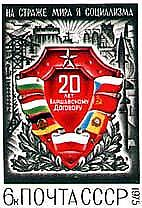 НА СТРАЖЕ МИРА И СОЦИАЛИЗМА
20
ЛЕТ
ВАРШАВСКОМУ
ДОГОВОРУ
1975
6К ПОЧТА СССР